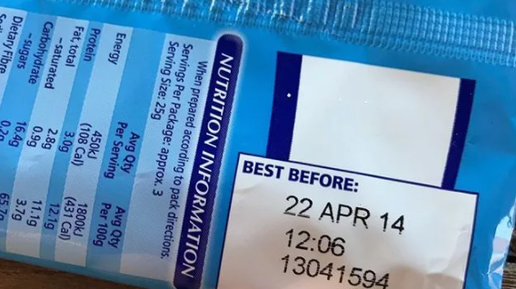 NUTRITION INFORMATION
When prepared according to pack directions.
Servings Per Package: approx. 3
Serving Size: 25g
Avg Qty Avg Qty
Per Serving Per 100g
Energy 450kJ 1800kJ
(108 Cal) (431 Cal)
Protein 3.0g 12.1g
Fat, total 2.8g 11.1g
-saturated 0.9g 3.7g
Carbohydrate 16.4g 65.7g
-sugars 0.2g
Dietary Fibre
BEST BEFORE:
22 APR 14
12:06
13041594